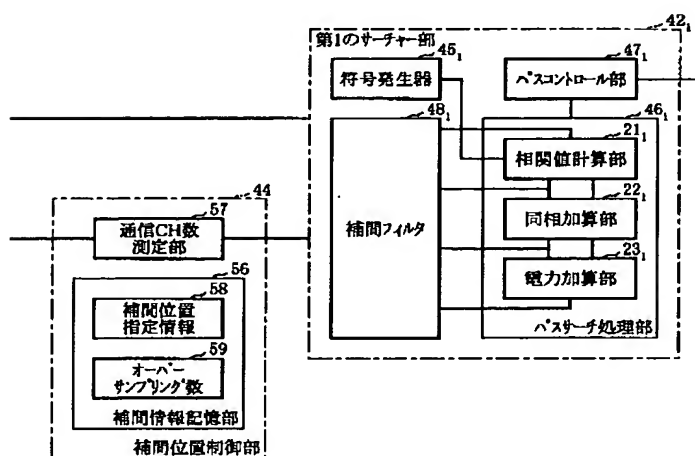 42₁
第1のサーチャー部
45₁
47₁
符号発生器
パスコントロール部
48₁
46₁
21₁
相関値計算部
22₁
同相加算部
23₁
電力加算部
補間フィルタ
パスサーチ処理部
44
57
通信CH数
測定部
56
58
補間位置
指定情報
59
オーバー
サンプリング数
補間情報記憶部
補間位置制御部